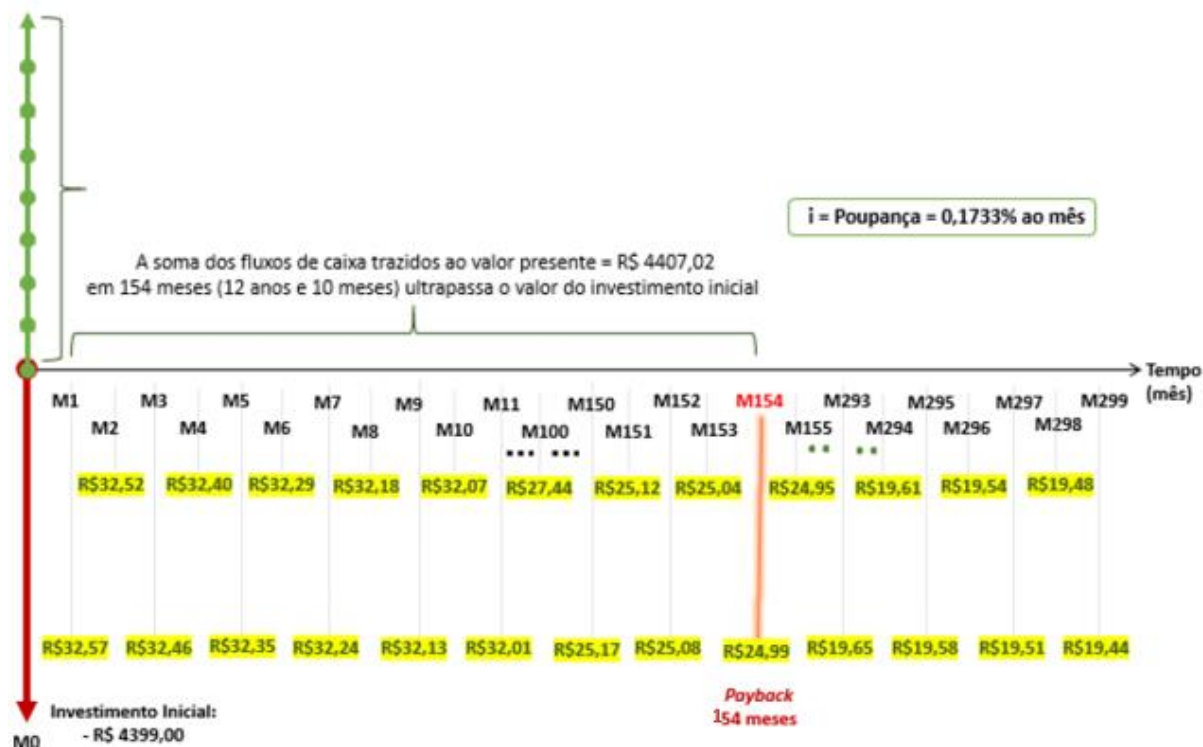 i = Poupança = 0,1733% ao mês
A soma dos fluxos de caixa trazidos ao valor presente = R$ 4407,02
em 154 meses (12 anos e 10 meses) ultrapassa o valor do investimento inicial
Tempo
(mês)
M1 M3 M5 M7 M9 M11 M150 M152 M154 M293 M295 M297 M299
M2 M4 M6 M8 M10 M100 M151 M153 M155 M294 M296 M298
R$32,52 R$32,40 R$32,29 R$32,18 R$32,07 R$27,44 R$25,12 R$25,04 R$24,95 R$19,61 R$19,54 R$19,48
R$32,57 R$32,46 R$32,35 R$32,24 R$32,13 R$32,01 R$25,17 R$25,08 R$24,99 R$19,65 R$19,58 R$19,51 R$19,44
Payback
154 meses
Investimento Inicial:
- R$ 4399,00
M0